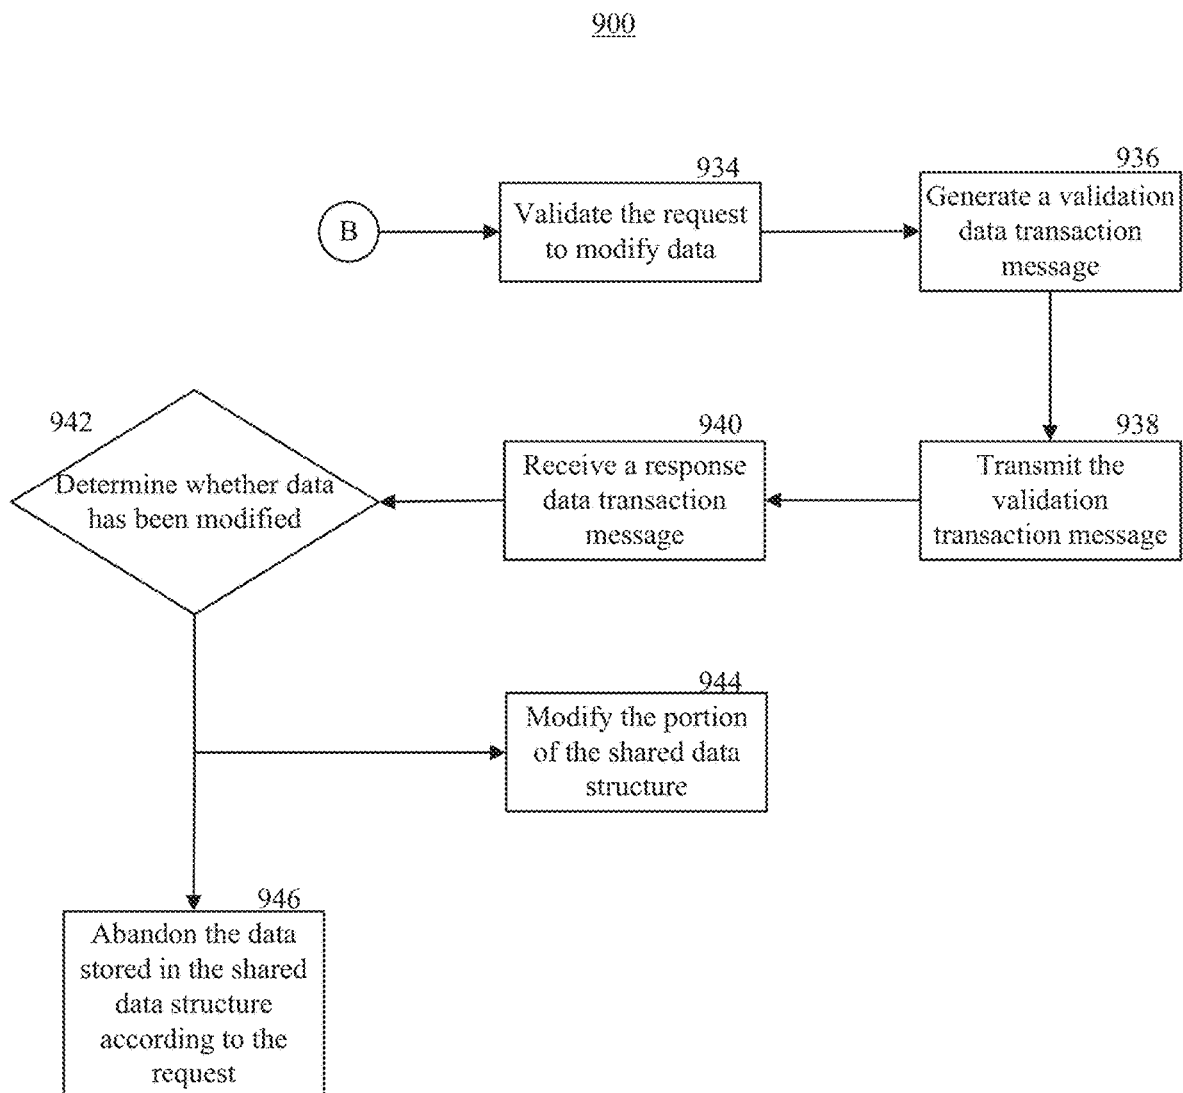 900
934
Validate the request
to modify data
B
936
Generate a validation
data transaction
message
942
Determine whether data
has been modified
940
Receive a response
data transaction
message
938
Transmit the
validation
transaction message
944
Modify the portion
of the shared data
structure
946
Abandon the data
stored in the shared
data structure
according to the
request